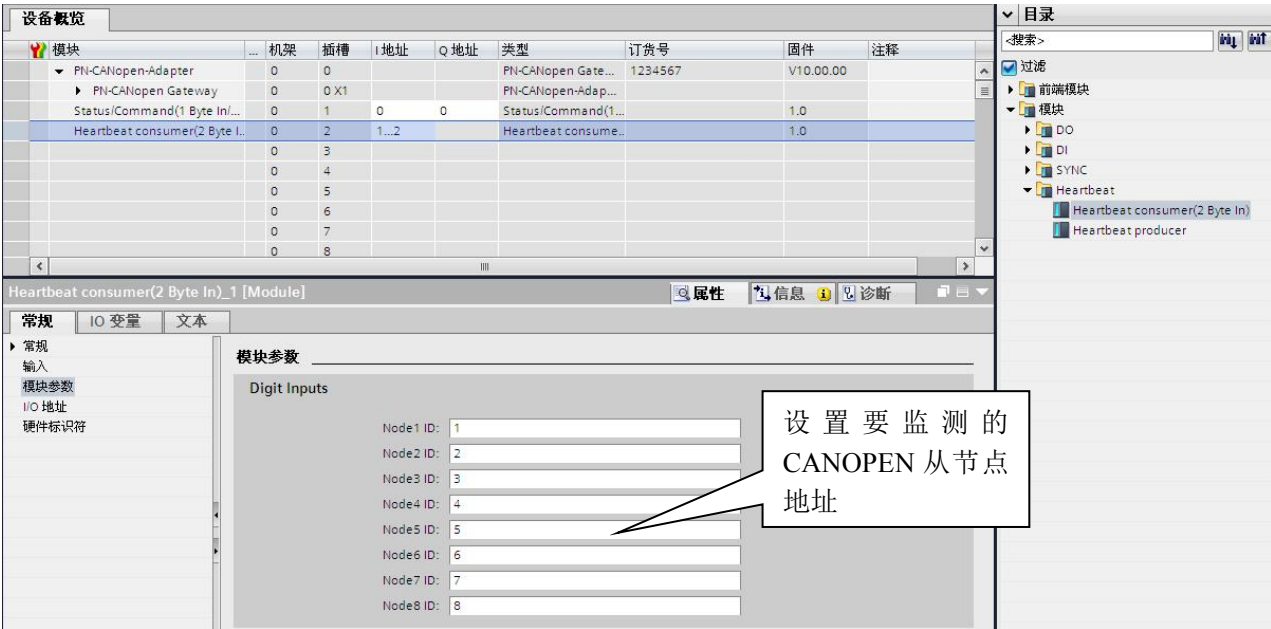 设备概览
模块 ... 机架 插槽 I 地址 Q 地址 类型 订货号 固件 注释
PN-CANopen-Adapter 0 0 PN-CANopen Gate... 1234567 V10.00.00
PN-CANopen Gateway 0 0 X1 PN-CANopen-Adap...
Status/Command(1 Byte In/... 0 1 0 0 Status/Command(1... 1.0
Heartbeat consumer(2 Byte I.. 0 2 1...2 Heartbeat consume.. 1.0
0 3
0 4
0 5
0 6
0 7
0 8
Heartbeat consumer(2 Byte In)_1 [Module]
属性 信息 诊断
常规 IO 变量 文本
常规
输入
模块参数
I/O 地址
硬件标识符
模块参数
Digit Inputs
Node1 ID: 1
Node2 ID: 2
Node3 ID: 3
Node4 ID: 4
Node5 ID: 5
Node6 ID: 6
Node7 ID: 7
Node8 ID: 8
设置要监测的
CANOPEN 从节点
地址
目录
<搜索>
过滤
前端模块
模块
DO
DI
SYNC
Heartbeat
Heartbeat consumer(2 Byte In)
Heartbeat producer